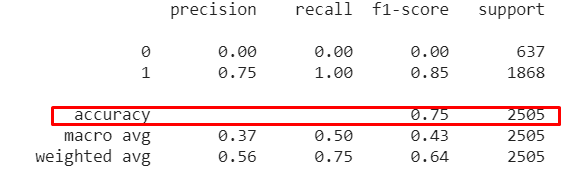 precision recall f1-score support
0 0.00 0.00 0.00 637
1 0.75 1.00 0.85 1868
accuracy 0.75 2505
macro avg 0.37 0.50 0.43 2505
weighted avg 0.56 0.75 0.64 2505